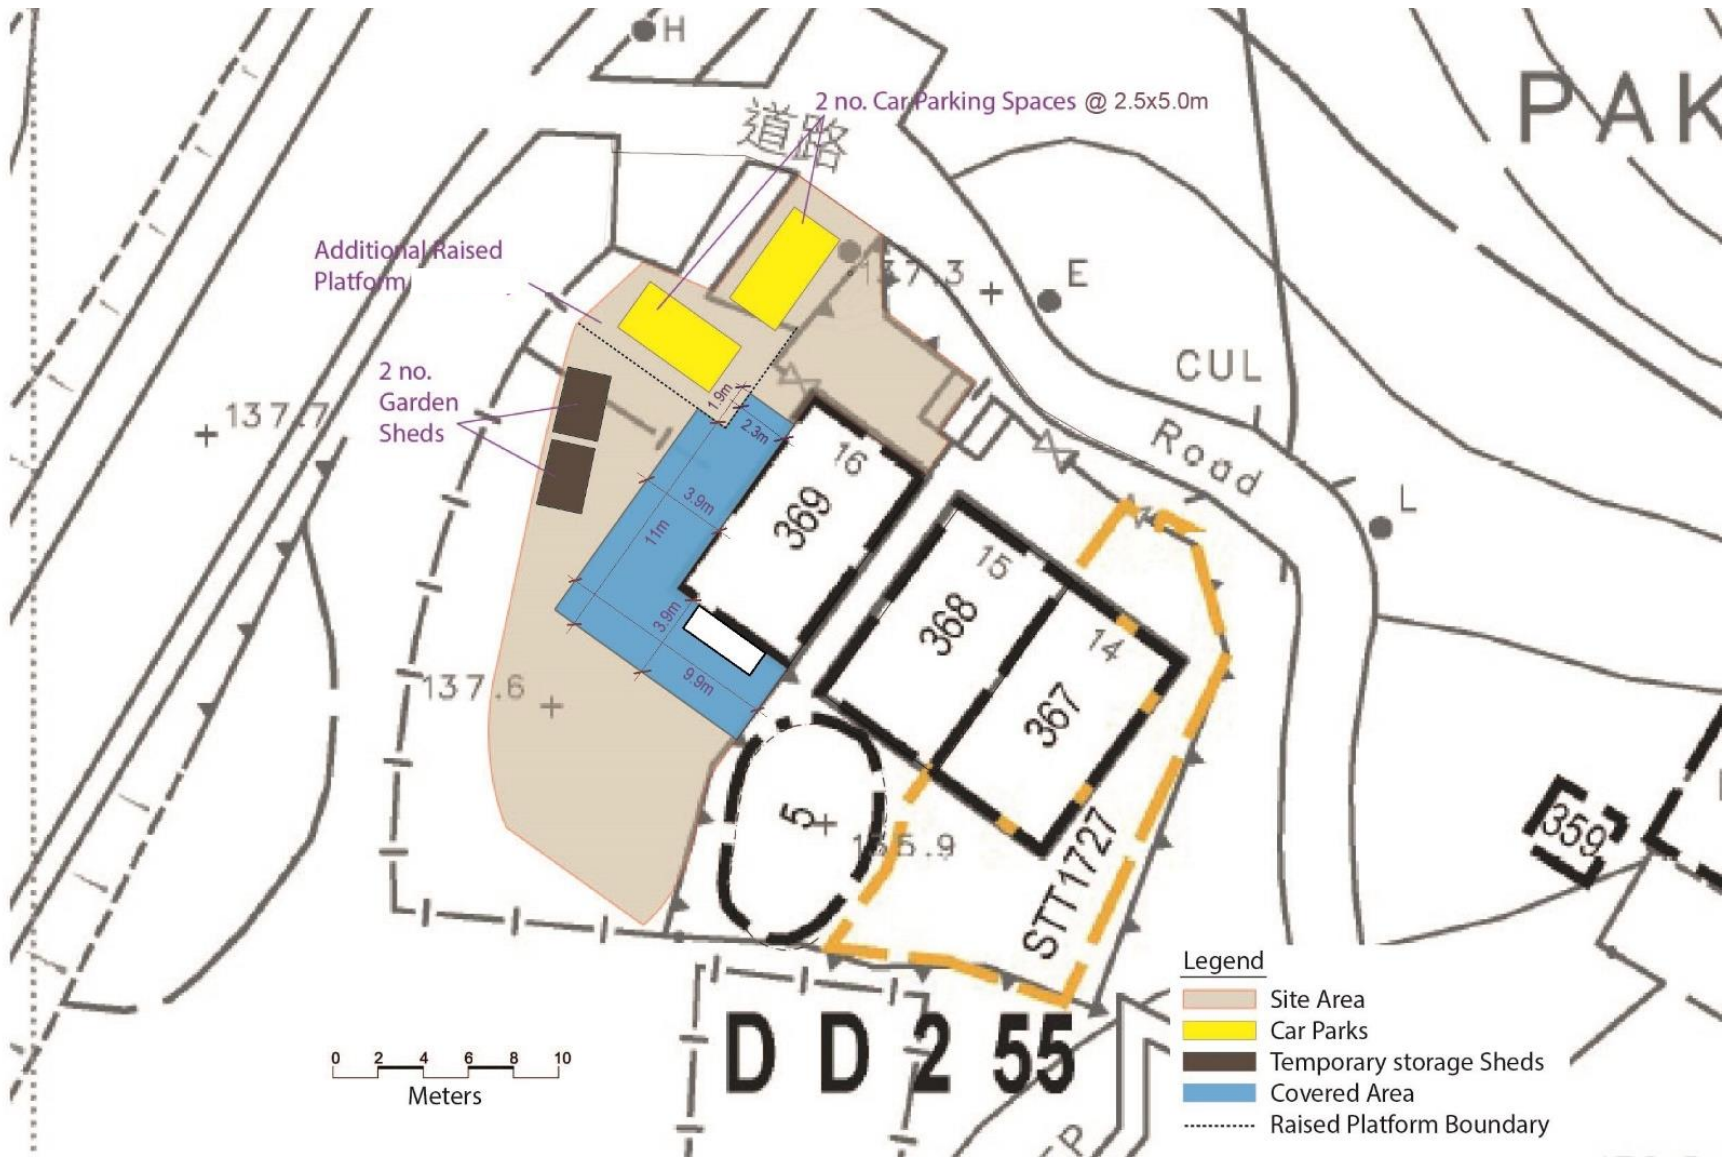 H
PAK
2 no. Car Parking Spaces @ 2.5x5.0m
道路
Additional Raised
Platform
137.3
E
CUL
2 no.
Garden
Sheds
137.7
1.9m
2.3m
16
Road
369
3.9m
11m
L
15
368
14
3.9m
9.9m
137.6
367
5
135.9
359
STT1727
Legend
Site Area
Car Parks
Temporary storage Sheds
Covered Area
Raised Platform Boundary
DD 255
0 2 4 6 8 10
Meters